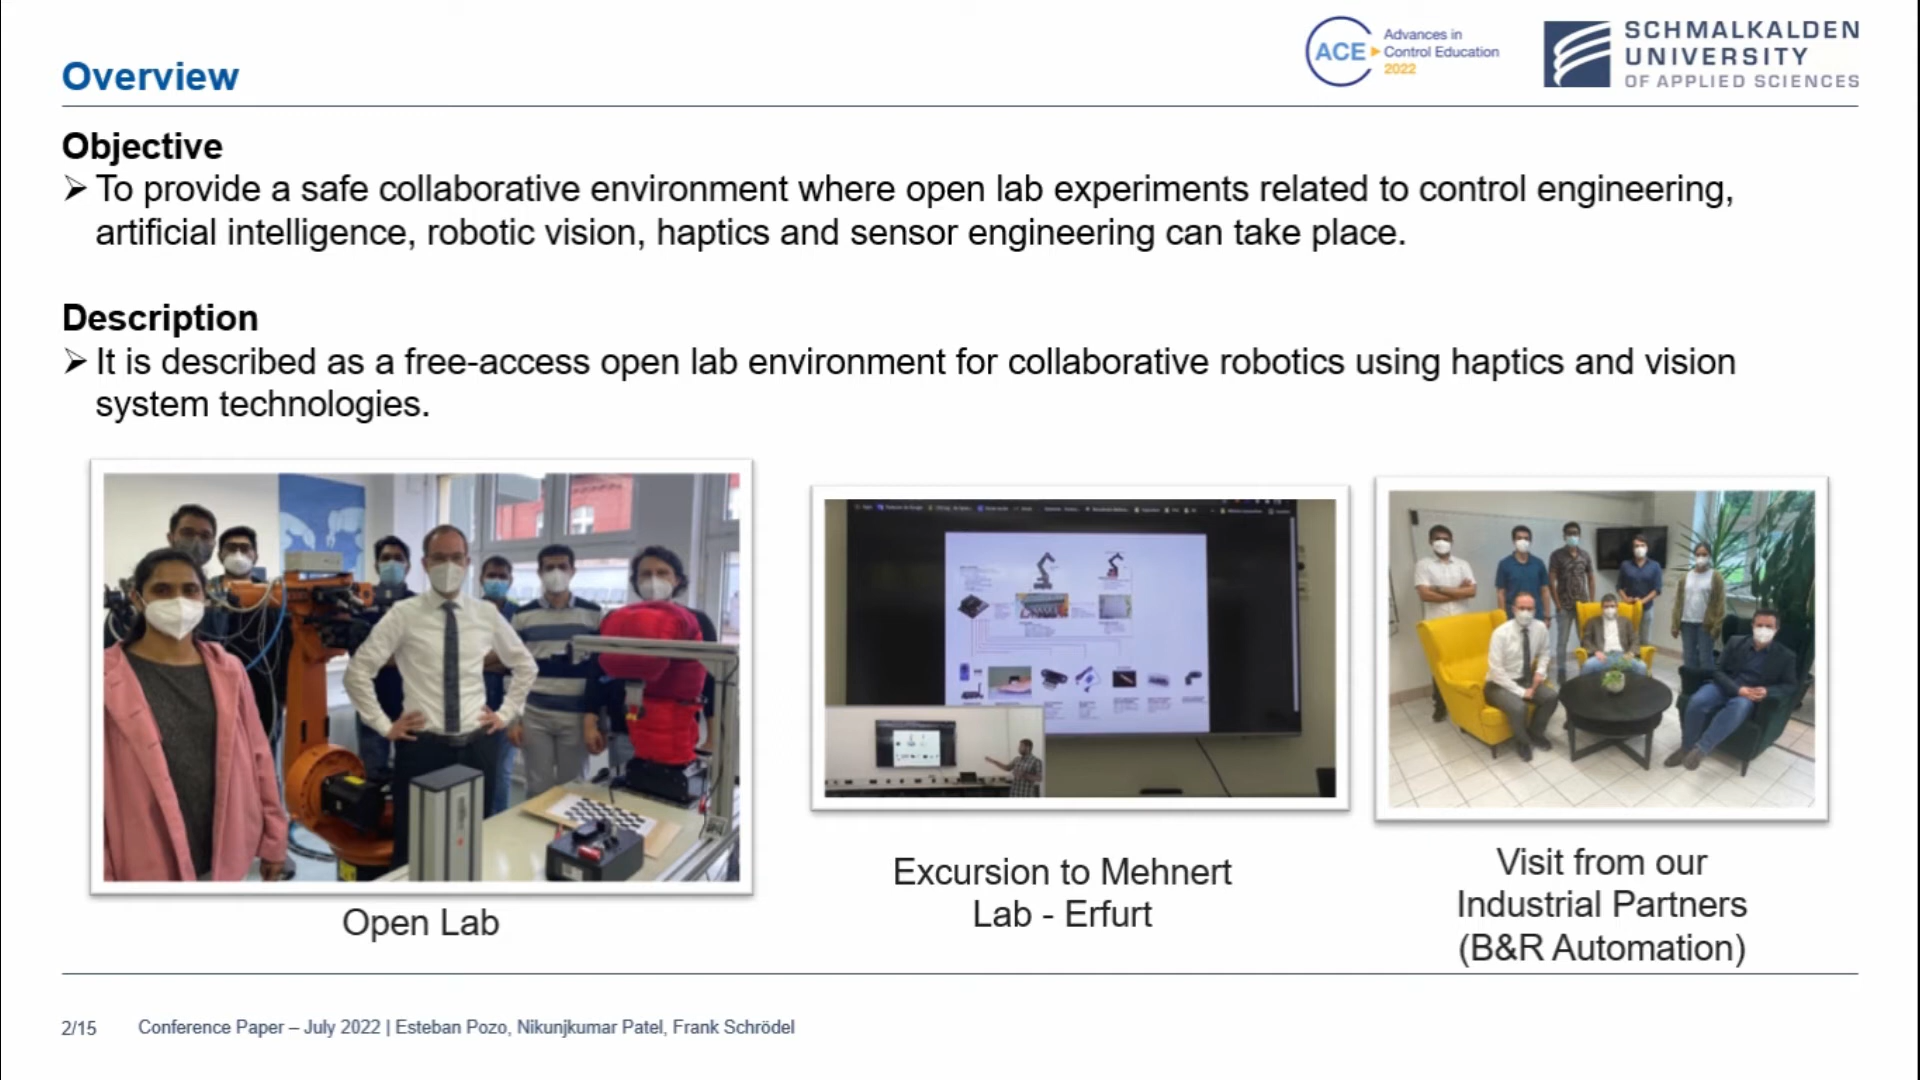 Overview
ACE
Advances in
Control Education
2022
SCHMALKALDEN
UNIVERSITY
OF APPLIED SCIENCES
Objective
➢ To provide a safe collaborative environment where open lab experiments related to control engineering,
artificial intelligence, robotic vision, haptics and sensor engineering can take place.
Description
➢ It is described as a free-access open lab environment for collaborative robotics using haptics and vision
system technologies.
Open Lab
Excursion to Mehnert
Lab - Erfurt
Visit from our
Industrial Partners
(B&R Automation)
2/15 Conference Paper – July 2022 | Esteban Pozo, Nikunjkumar Patel, Frank Schrödel